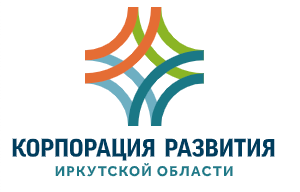 КОРПОРАЦИЯ РАЗВИТИЯ
ИРКУТСКОЙ ОБЛАСТИ